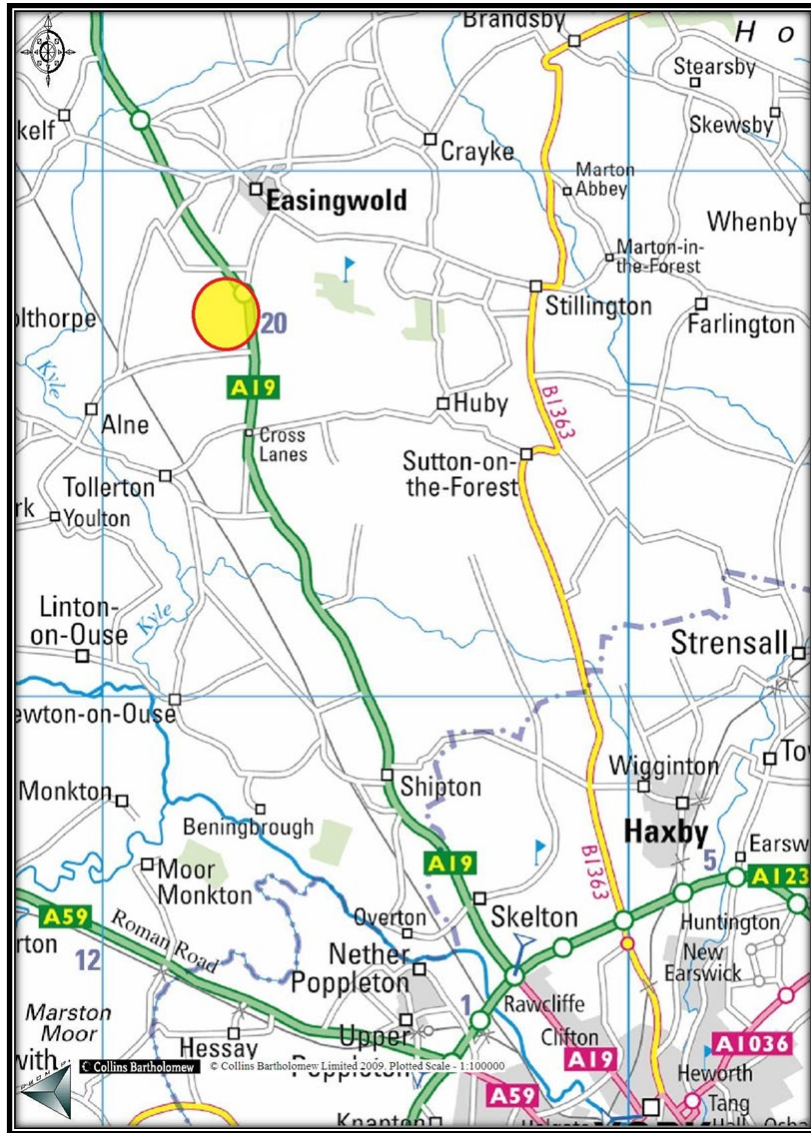 Brandsby
H o
Stearsby
kelf
Skewsby
Crayke
Marton
Abbey
Easingwold
Whenby
Marton-in-
the-Forest
Stillington
olthorpe
20
Farlington
Kyle
A19
Huby
B1363
Alne
Cross
Lanes
Sutton-on-
the-Forest
Tollerton
rk
Youlton
Linton-
on-Ouse
Kyle
Strensall
ewton-on-Ouse
To
Shipton
Wigginton
Monkton
Beningbrough
Haxby
Moor
Monkton
A19
B1363
5
Earsw
A123
A59
Roman Road
Overton
Skelton
Huntington
rton
12
Nether
Poppleton
New
Earswick
1
Rawcliffe
Marston
Moor
Upper
Poppleton
Clifton
Hessay
A19
A1036
with
© Collins Bartholomew
© Collins Bartholomew Limited 2009. Plotted Scale - 1:100000
Heworth
A59
Tang
Hall